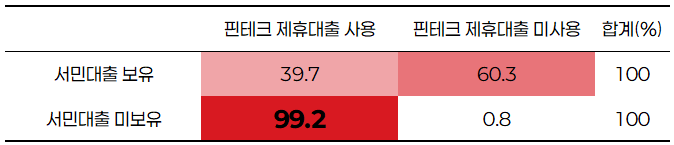 핀테크 제휴대출 사용 핀테크 제휴대출 미사용 합계(%)
서민대출 보유 39.7 60.3 100
서민대출 미보유 99.2 0.8 100